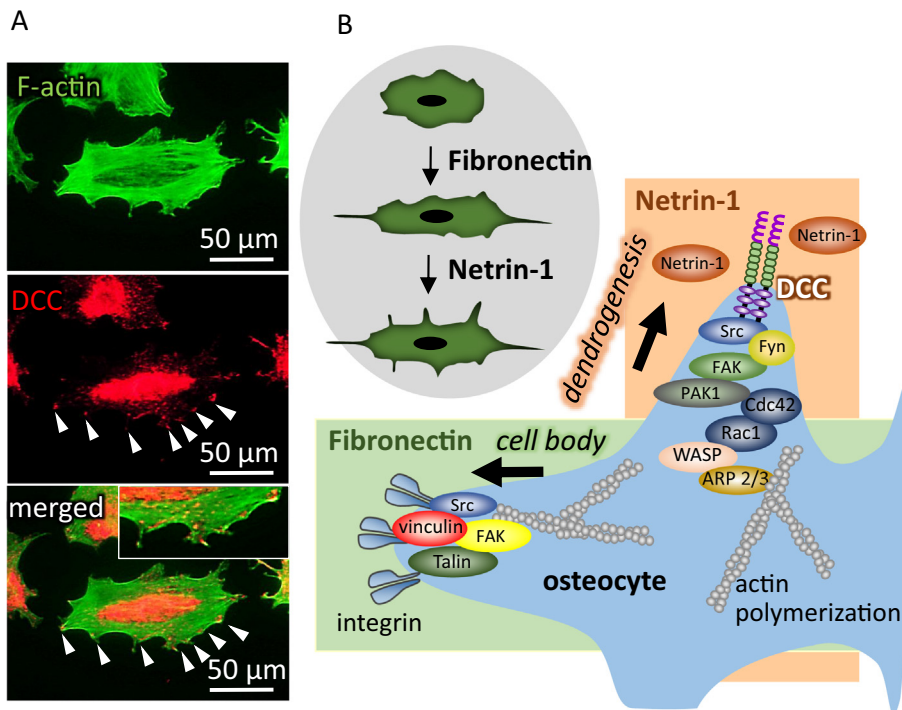 A
F-actin
50 µm
DCC
50 µm
merged
50 µm
B
Fibronectin
Netrin-1
Netrin-1
Netrin-1
Netrin-1
DCC
dendrogenesis
Src
Fyn
FAK
PAK1
Cdc42
Rac1
WASP
ARP 2/3
Fibronectin
cell body
Src
vinculin
FAK
Talin
integrin
osteocyte
actin
polymerization